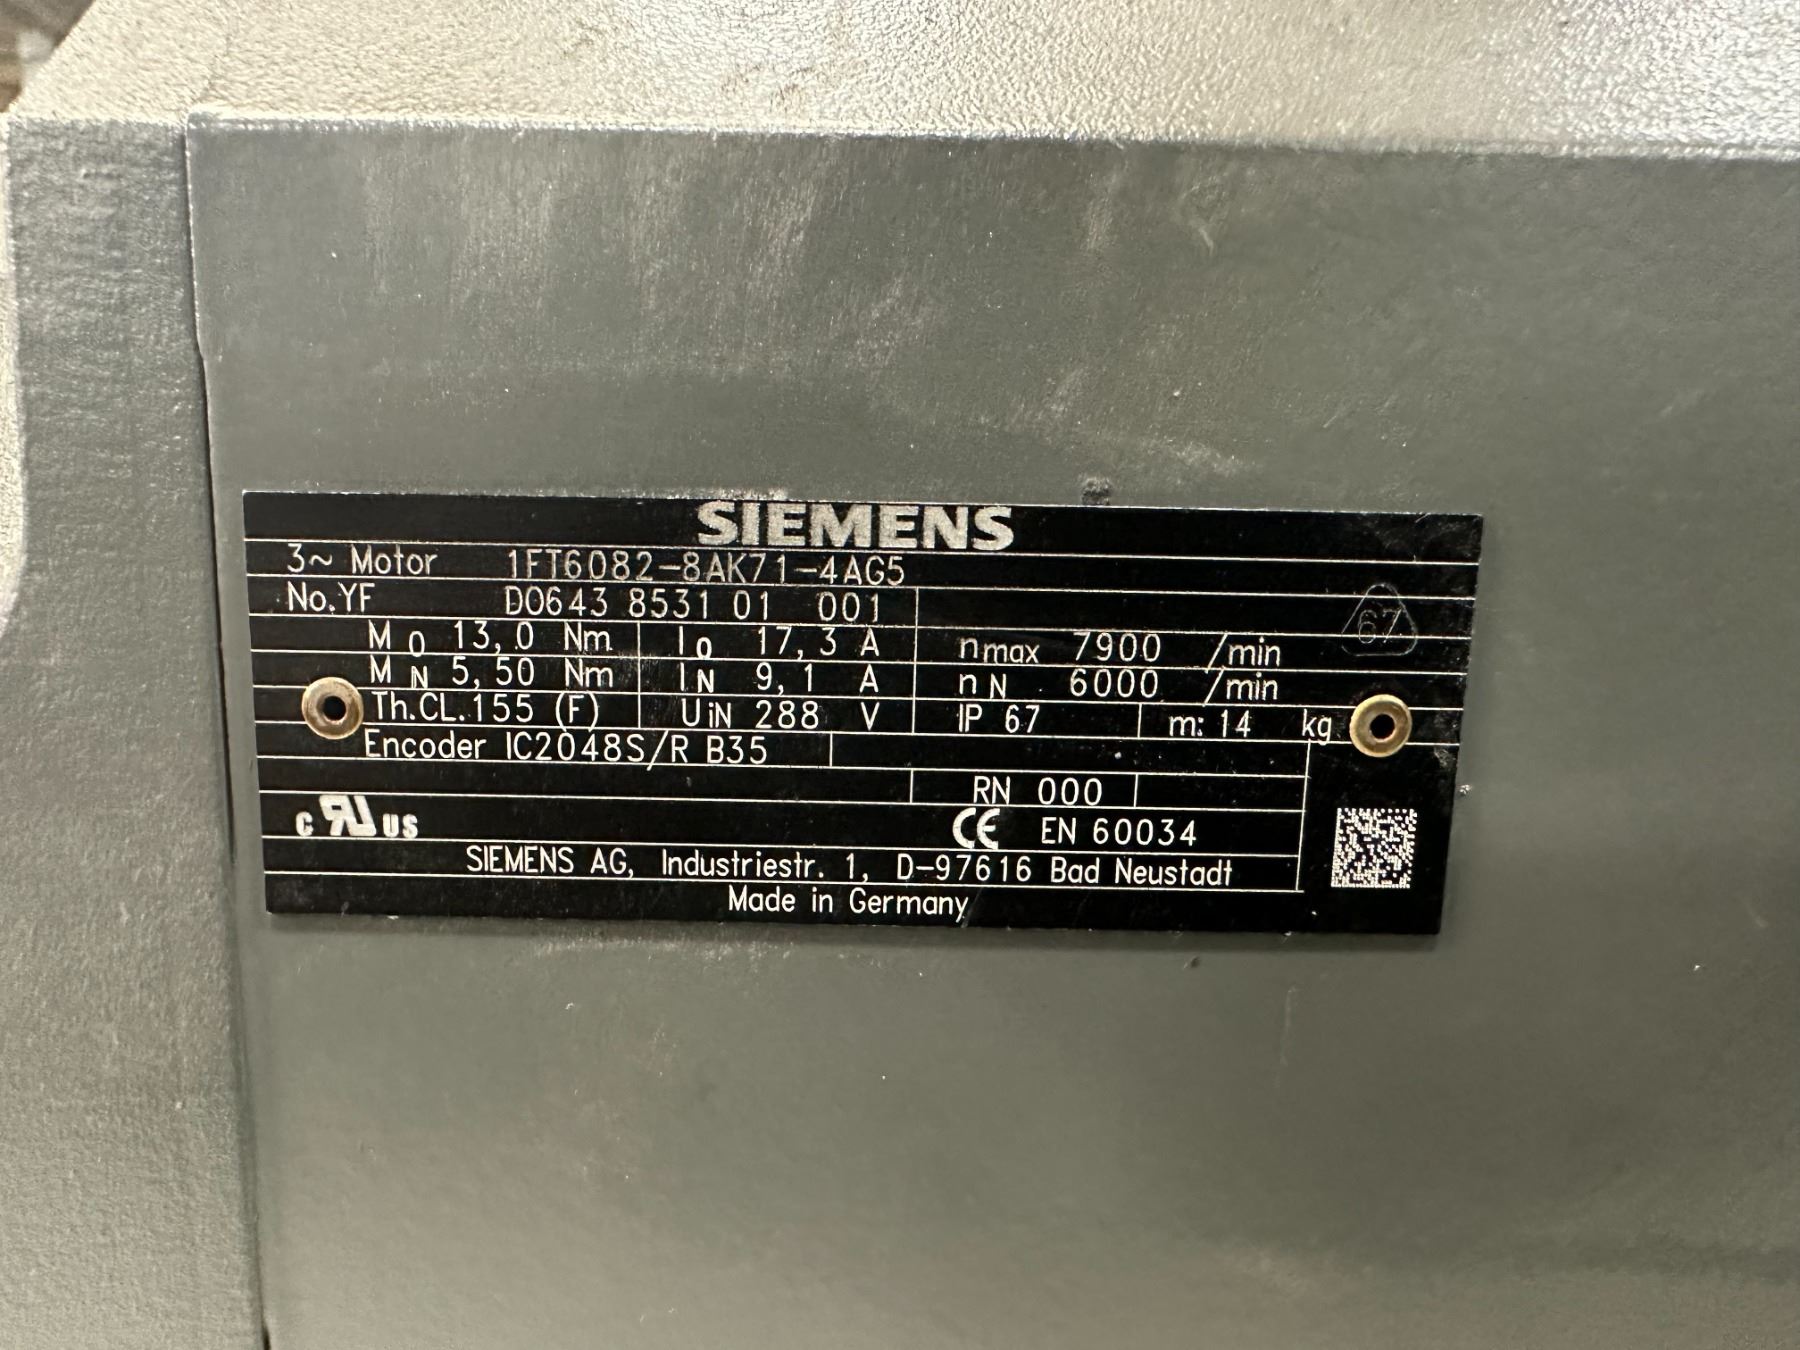 SIEMENS
3~ Motor 1FT6082-8AK71-4AG5
No.YF D0643 8531 01 001
67
M0 13,0 Nm I0 17,3 A nmax 7900 /min
MN 5,50 Nm IN 9,1 A nN 6000 /min
Th.CL.155 (F) UiN 288 V IP 67 m: 14 kg
Encoder IC2048S/R B35
RN 000
c RU US CE EN 60034
SIEMENS AG, Industriestr. 1, D-97616 Bad Neustadt
Made in Germany